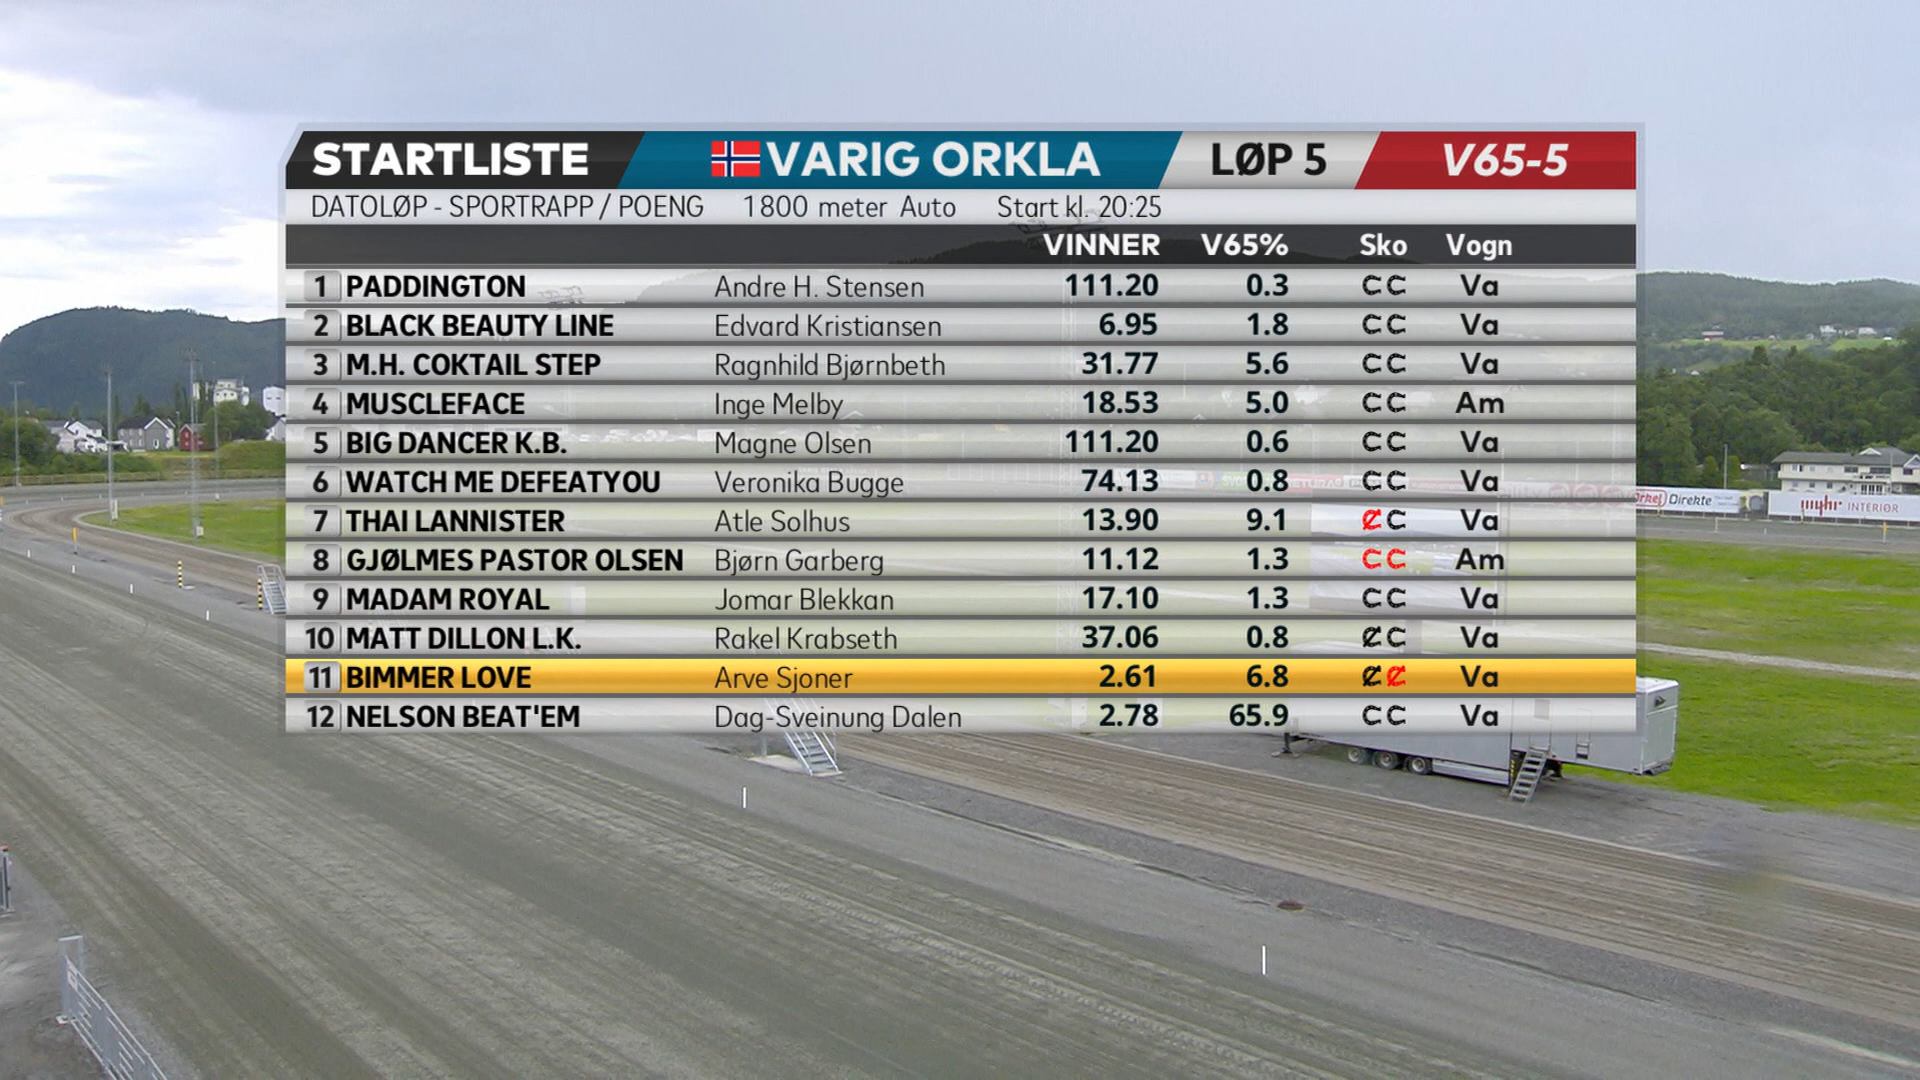 STARTLISTE VARIG ORKLA LØP 5 V65-5
DATOLØP - SPORTRAPP / POENG 1800 meter Auto Start kl. 20:25
VINNER V65% Sko Vogn
1 PADDINGTON Andre H. Stensen 111.20 0.3 C C Va
2 BLACK BEAUTY LINE Edvard Kristiansen 6.95 1.8 C C Va
3 M.H. COKTAIL STEP Ragnhild Bjørnbeth 31.77 5.6 C C Va
4 MUSCLEFACE Inge Melby 18.53 5.0 C C Am
5 BIG DANCER K.B. Magne Olsen 111.20 0.6 C C Va
6 WATCH ME DEFEATYOU Veronika Bugge 74.13 0.8 C C Va
7 THAI LANNISTER Atle Solhus 13.90 9.1 ₡ C Va
8 GJØLMES PASTOR OLSEN Bjørn Garberg 11.12 1.3 C C Am
9 MADAM ROYAL Jomar Blekkan 17.10 1.3 C C Va
10 MATT DILLON L.K. Rakel Krabseth 37.06 0.8 ₡ C Va
11 BIMMER LOVE Arve Sjoner 2.61 6.8 ₡ ₡ Va
12 NELSON BEAT'EM Dag-Sveinung Dalen 2.78 65.9 C C Va
Orkel Direkte
myhr INTERIØR